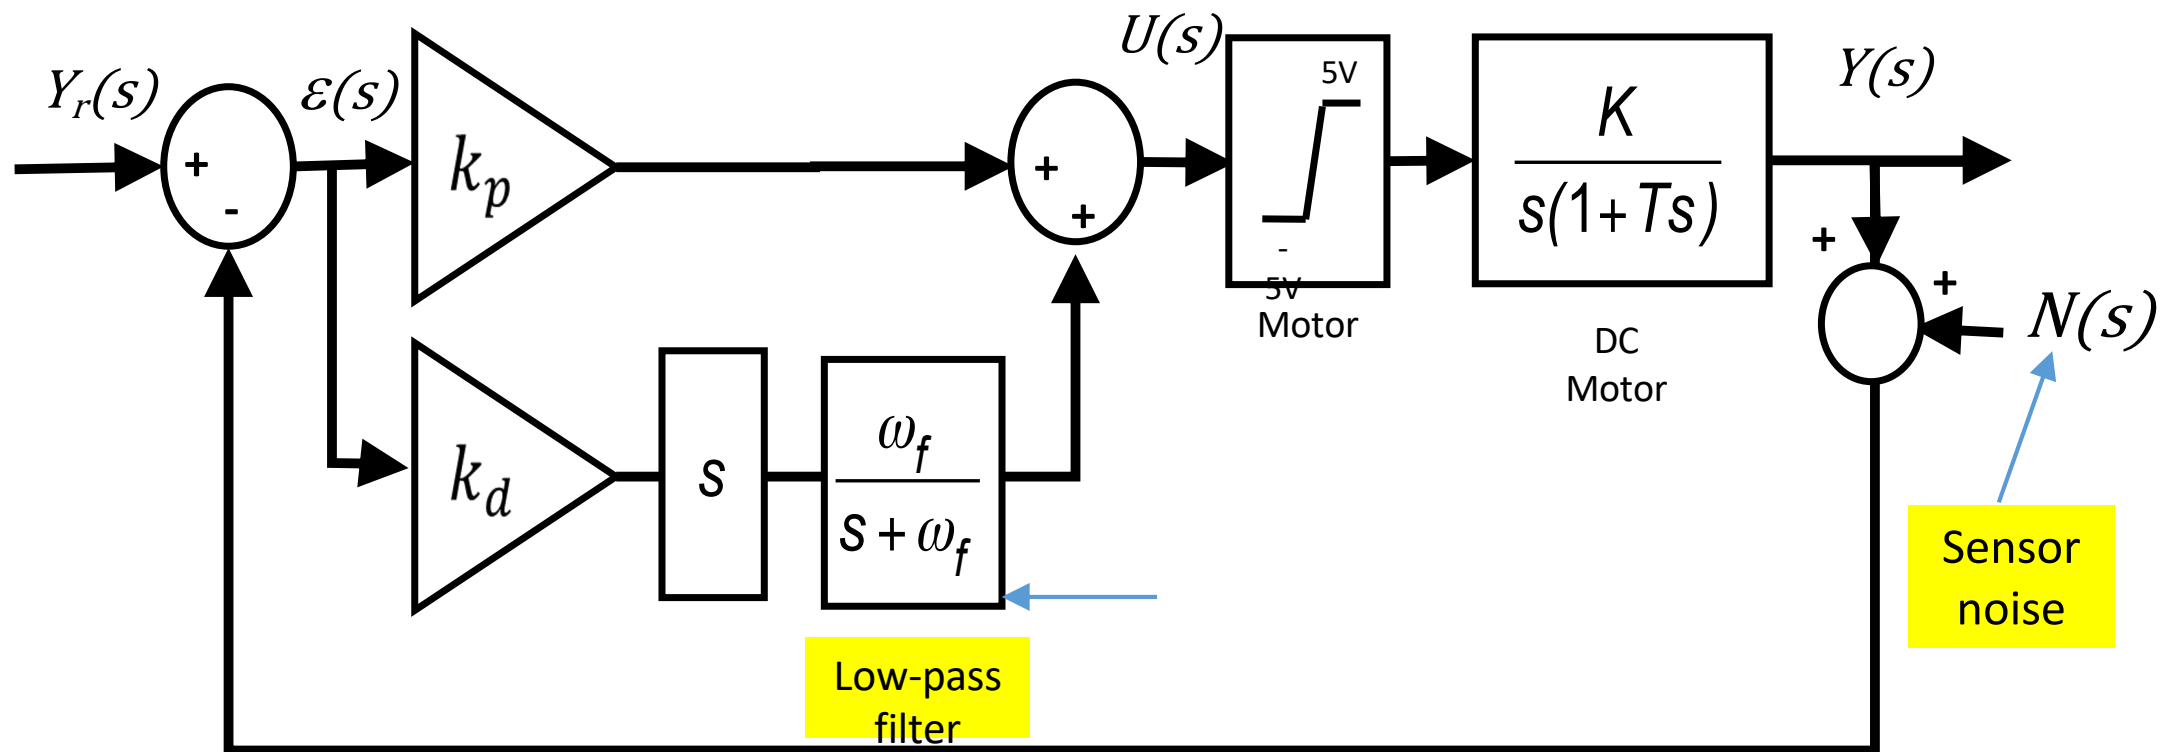 Yr(s)
+
-
ε(s)
kp
kd
s
ωf
s + ωf
Low-pass
filter
+
+
U(s)
5V
-
5V
Motor
K
s(1+Ts)
DC
Motor
Y(s)
+
+
N(s)
Sensor
noise